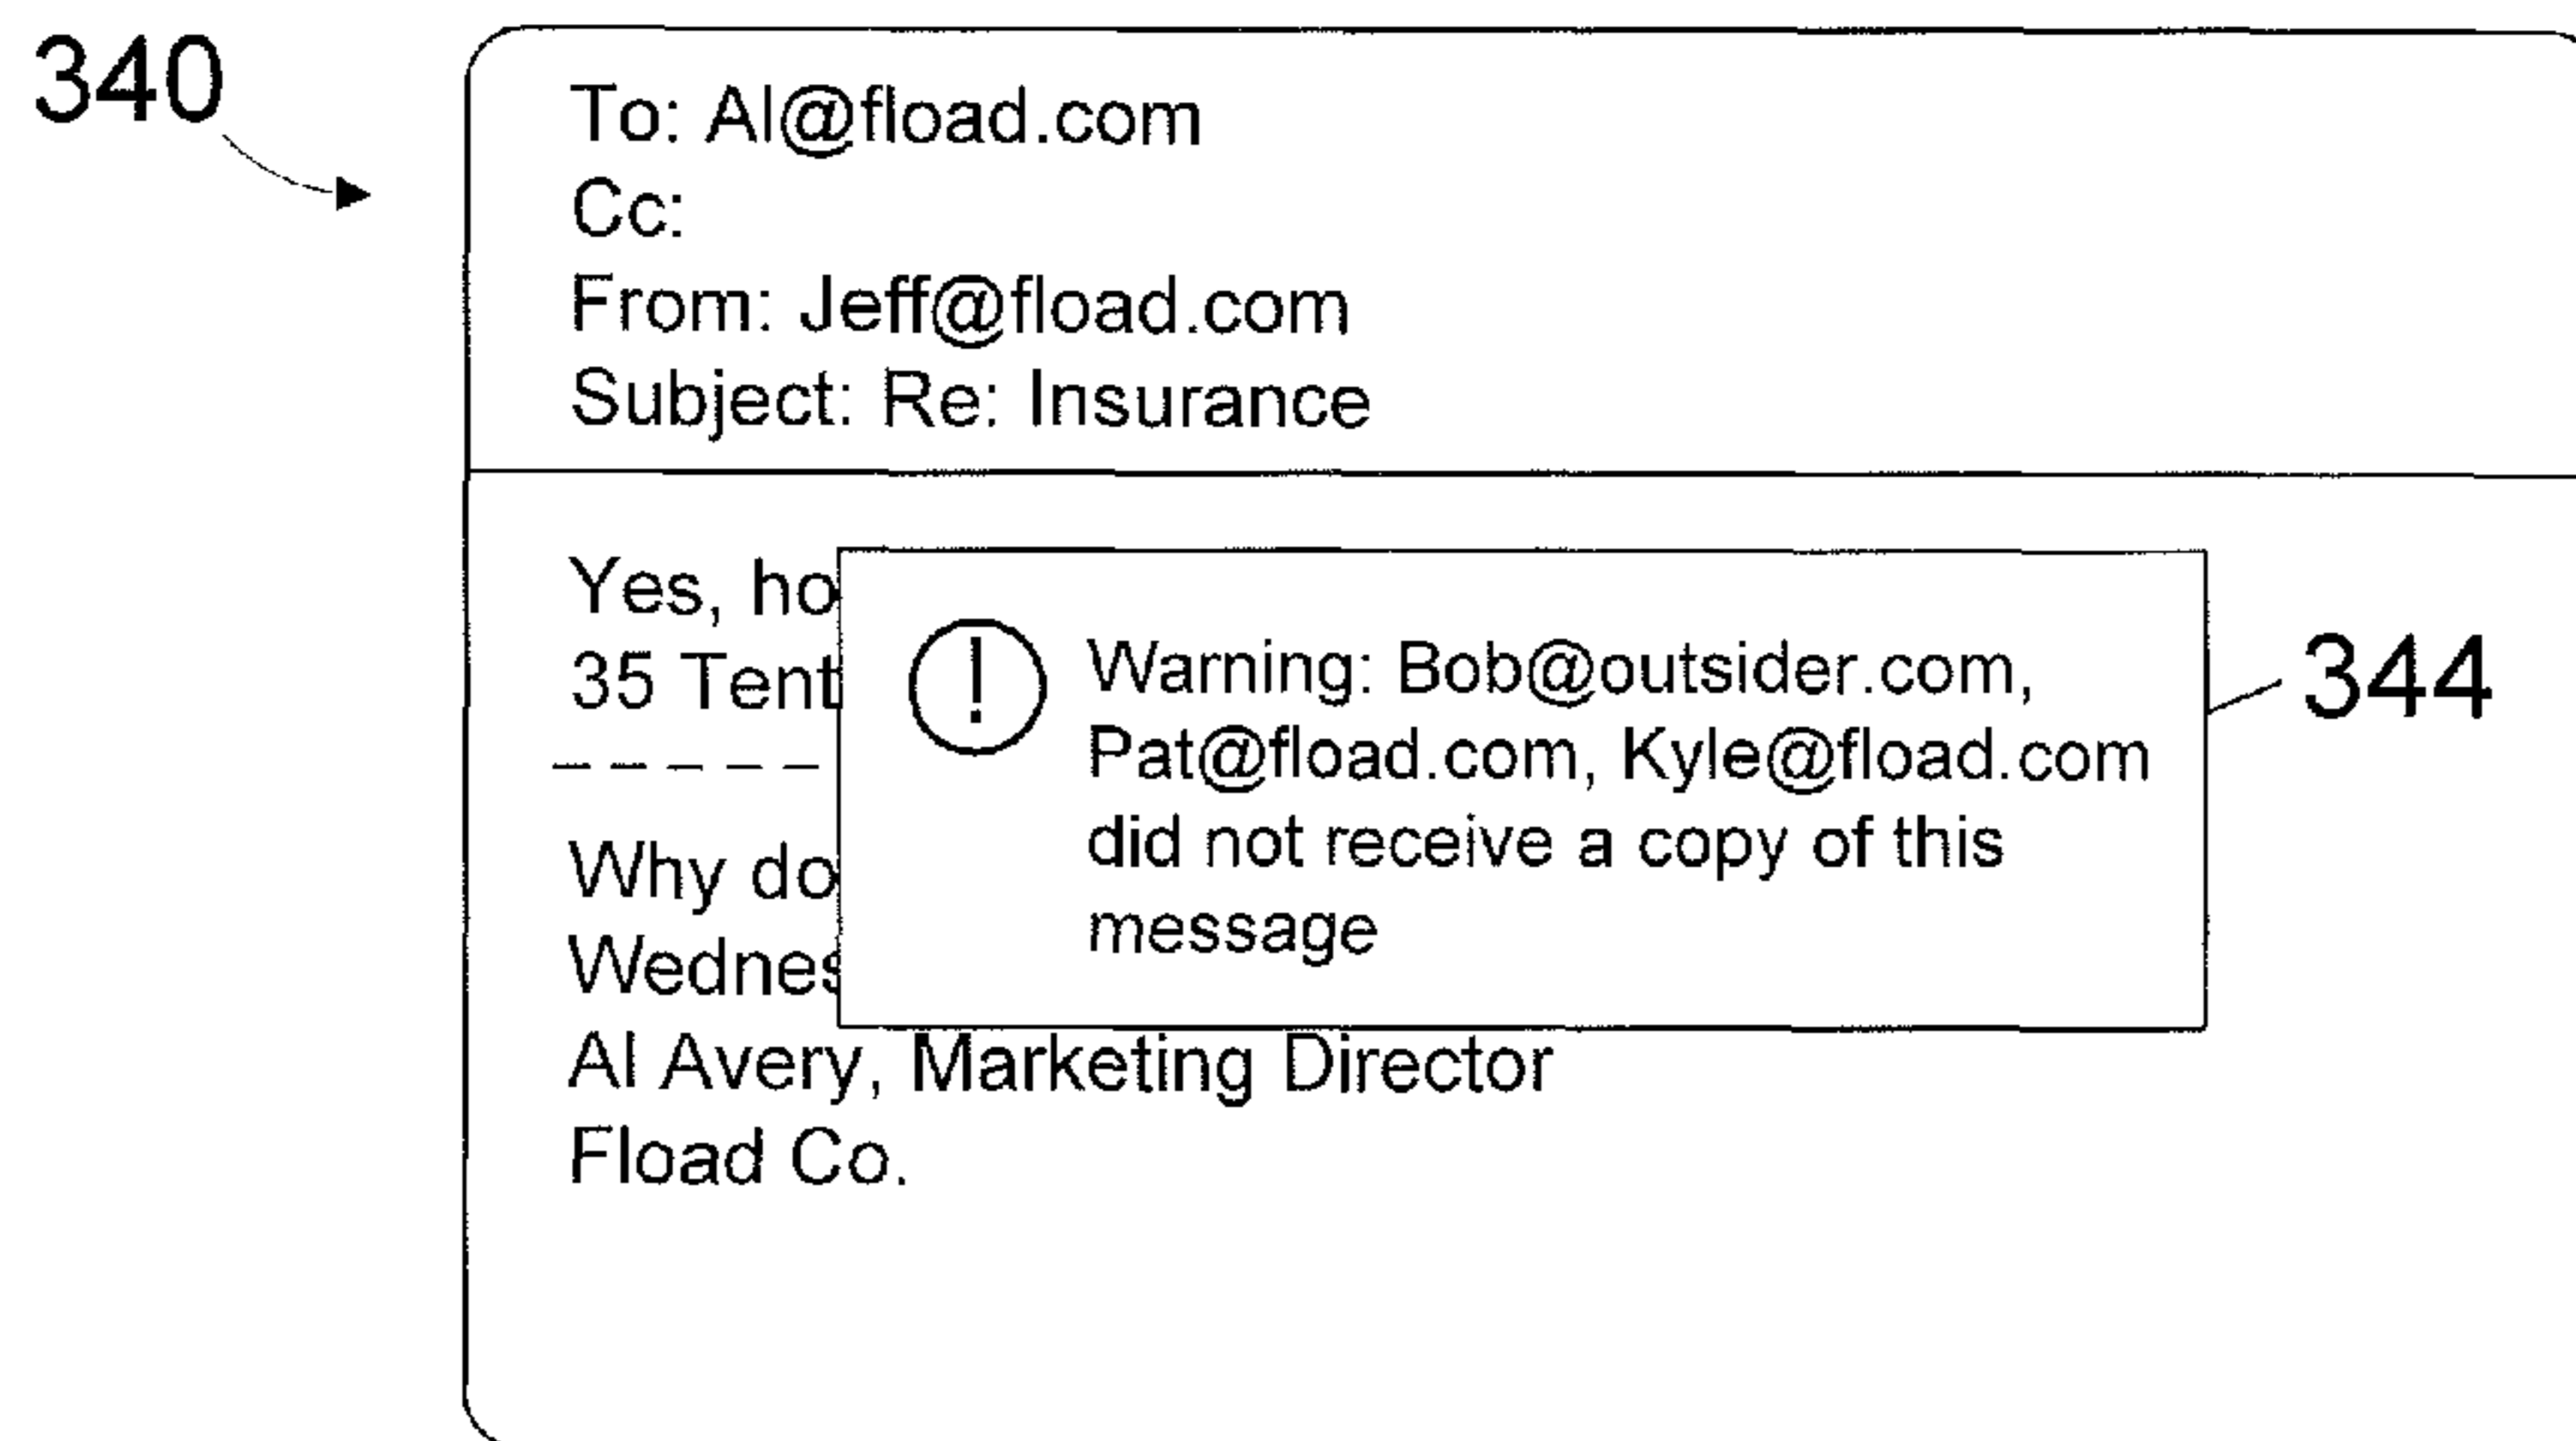 340
To: Al@fload.com
Cc:
From: Jeff@fload.com
Subject: Re: Insurance
Yes, ho
35 Tent
Warning: Bob@outsider.com,
Pat@fload.com, Kyle@fload.com
did not receive a copy of this
message
344
Why do
Wednes
Al Avery, Marketing Director
Fload Co.